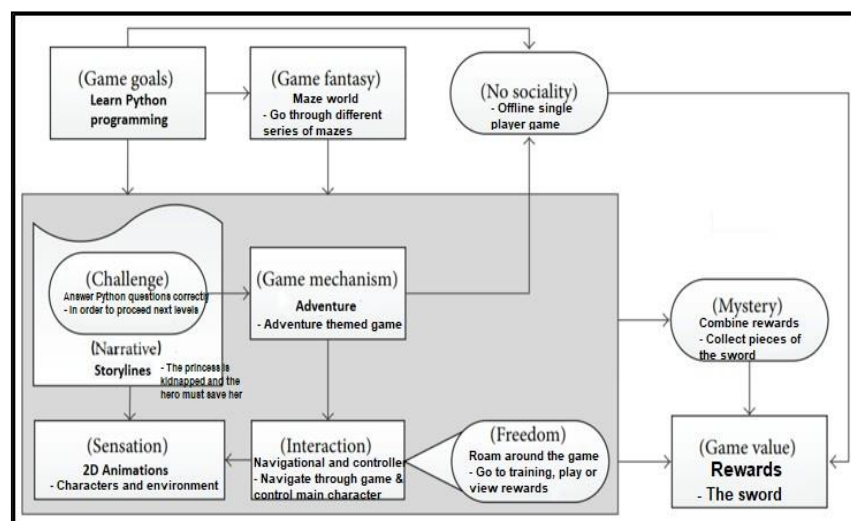 (Game goals)
Learn Python
programming
(Game fantasy)
Maze world
- Go through different
series of mazes
(No sociality)
- Offline single
player game
(Challenge)
Answer Python questions correctly
- In order to proceed next levels
(Narrative)
Storylines
- The princess is
kidnapped and the
hero must save her
(Game mechanism)
Adventure
- Adventure themed game
(Mystery)
Combine rewards
- Collect pieces of
the sword
(Sensation)
2D Animations
- Characters and environment
(Interaction)
Navigational and controller
- Navigate through game &
control main character
(Freedom)
Roam around the game
- Go to training, play or
view rewards
(Game value)
Rewards
- The sword